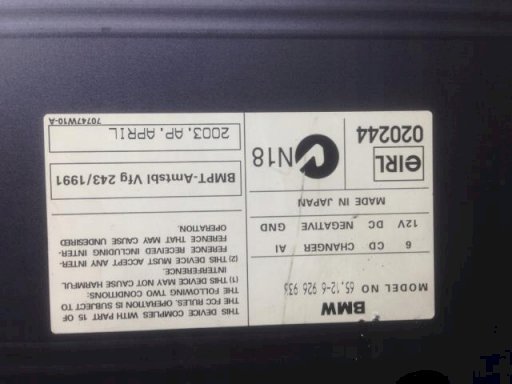 BMW
MODEL NO 65.12-6 926 939
6 CD CHANGER AI
12V DC NEGATIVE GND
MADE IN JAPAN
eIRL
020244
N18
THIS DEVICE COMPLIES WITH PART 15 OF
THE FCC RULES. OPERATION IS SUBJECT TO
THE FOLLOWING TWO CONDITIONS:
(1) THIS DEVICE MAY NOT CAUSE HARMFUL
INTERFERENCE.
(2) THIS DEVICE MUST ACCEPT ANY INTER-
FERENCE RECEIVED INCLUDING INTER-
FERENCE THAT MAY CAUSE UNDESIRED
OPERATION.
BMPT-Amtsbl Vfg 243/1991
2003. AP. APRIL
70747W10-A